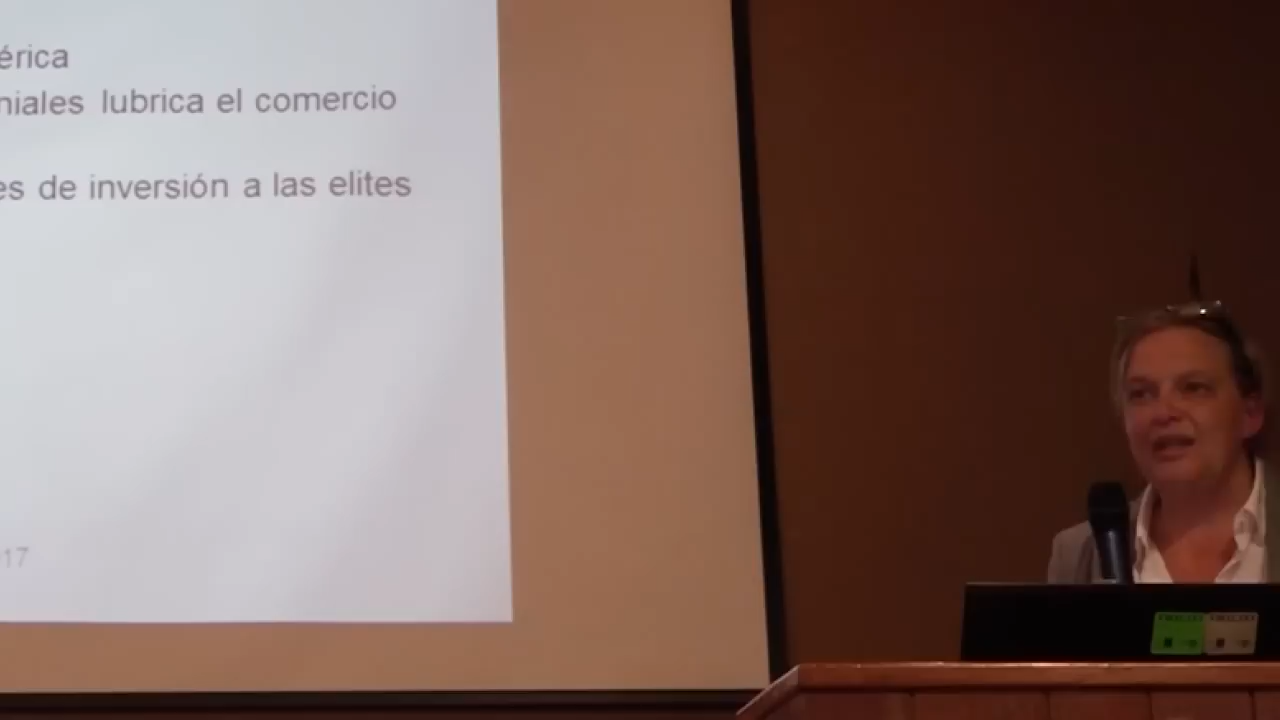 érica
niales lubrica el comercio
es de inversión a las elites
17